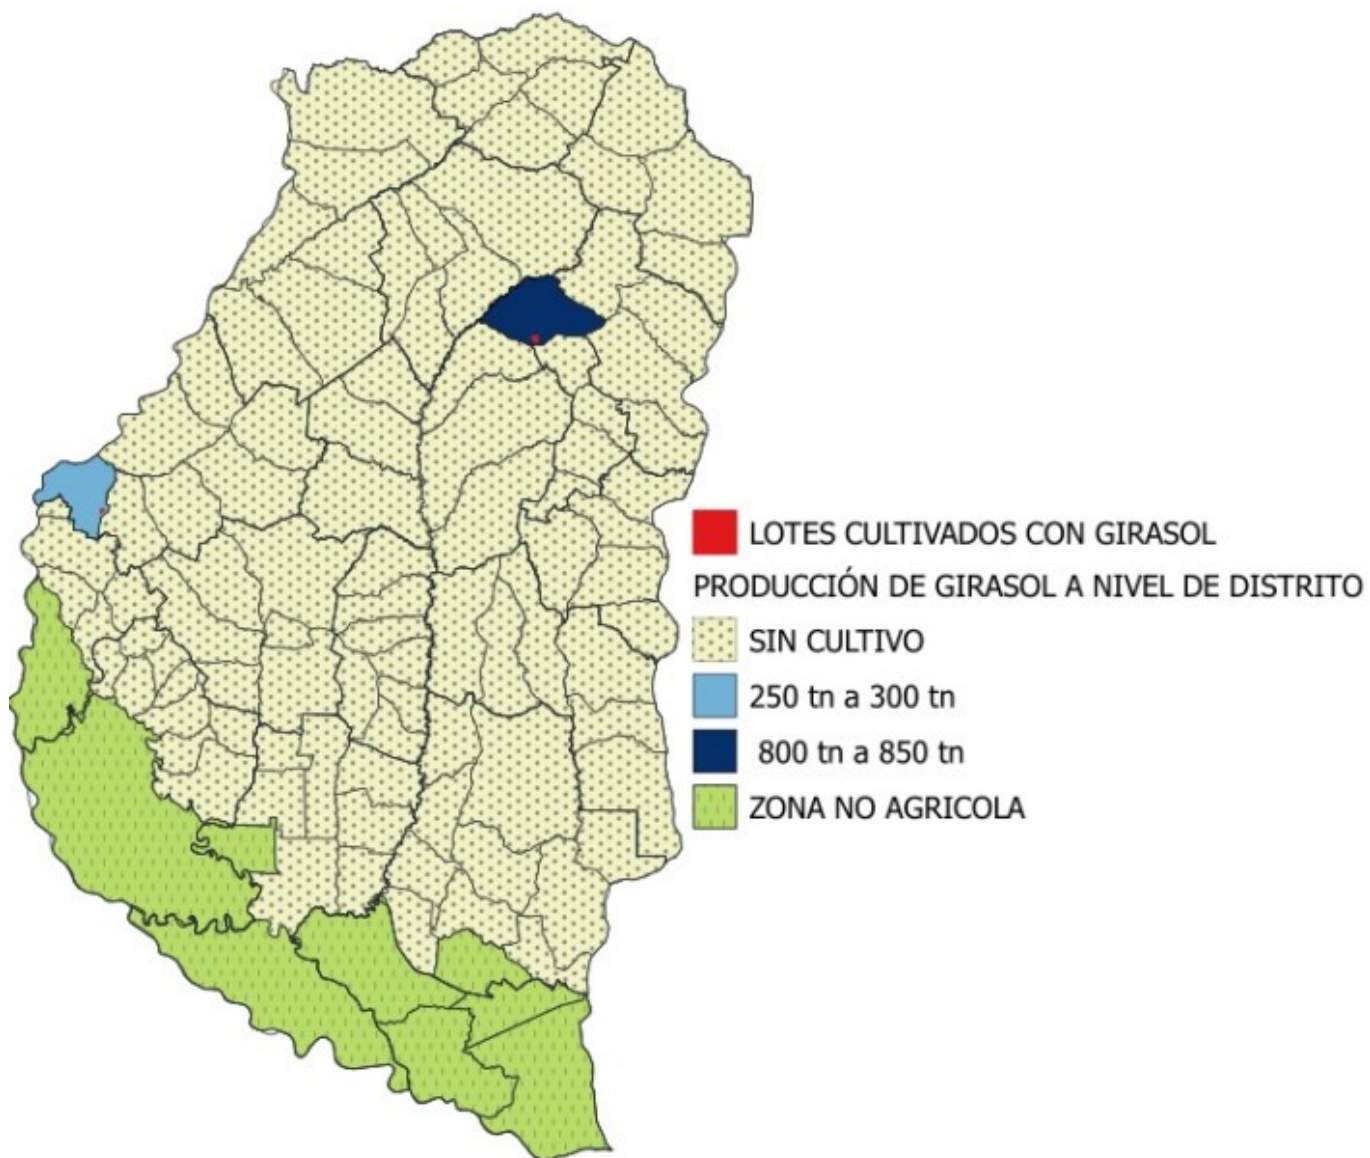 LOTES CULTIVADOS CON GIRASOL
PRODUCCIÓN DE GIRASOL A NIVEL DE DISTRITO
SIN CULTIVO
250 tn a 300 tn
800 tn a 850 tn
ZONA NO AGRICOLA